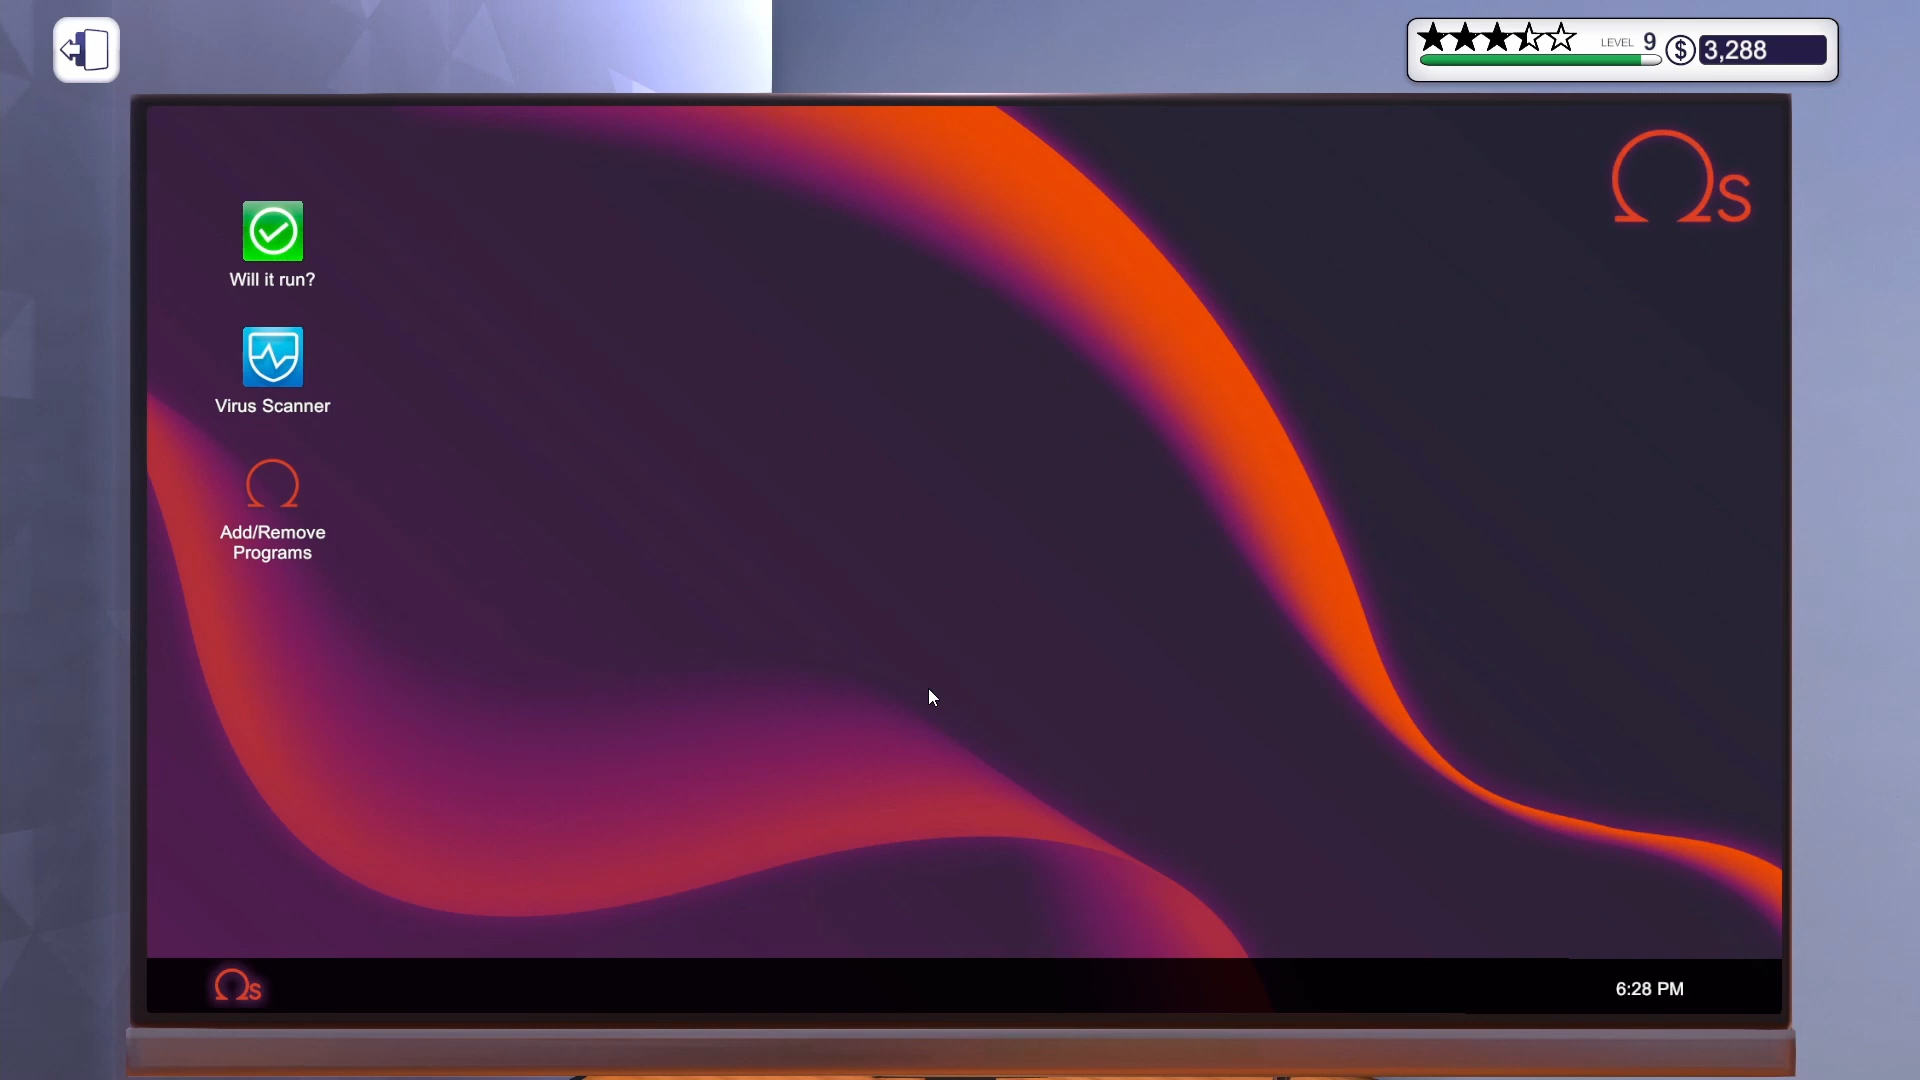 LEVEL 9 $ 3,288
Ωs
Will it run?
Virus Scanner
Add/Remove
Programs
Ωs
6:28 PM